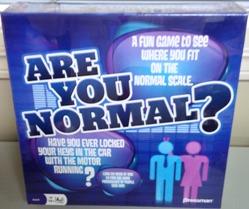 A FUN GAME TO SEE
WHERE YOU FIT
ON THE
NORMAL SCALE.
ARE
YOU
NORMAL?
HAVE YOU EVER LOCKED
YOUR KEYS IN THE CAR
WITH THE MOTOR
RUNNING?
Pressman